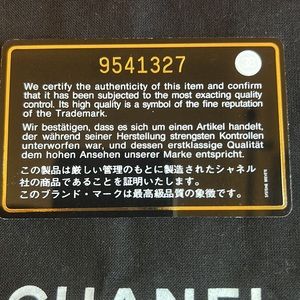 9541327
We certify the authenticity of this item and confirm
that it has been subjected to the most exacting quality
control. Its high quality is a symbol of the fine reputation
of the Trademark.
Wir bestätigen, dass es sich um einen Artikel handelt,
der während seiner Herstellung strengsten Kontrollen
unterworfen war, und dessen erstklassige Qualität
dem hohen Ansehen unserer Marke entspricht.
この製品は厳しい管理のもとに製造されたシャネル
社の商品であることを証明いたします。
このブランド・マークは最高級品質の象徴です。
CHANEL